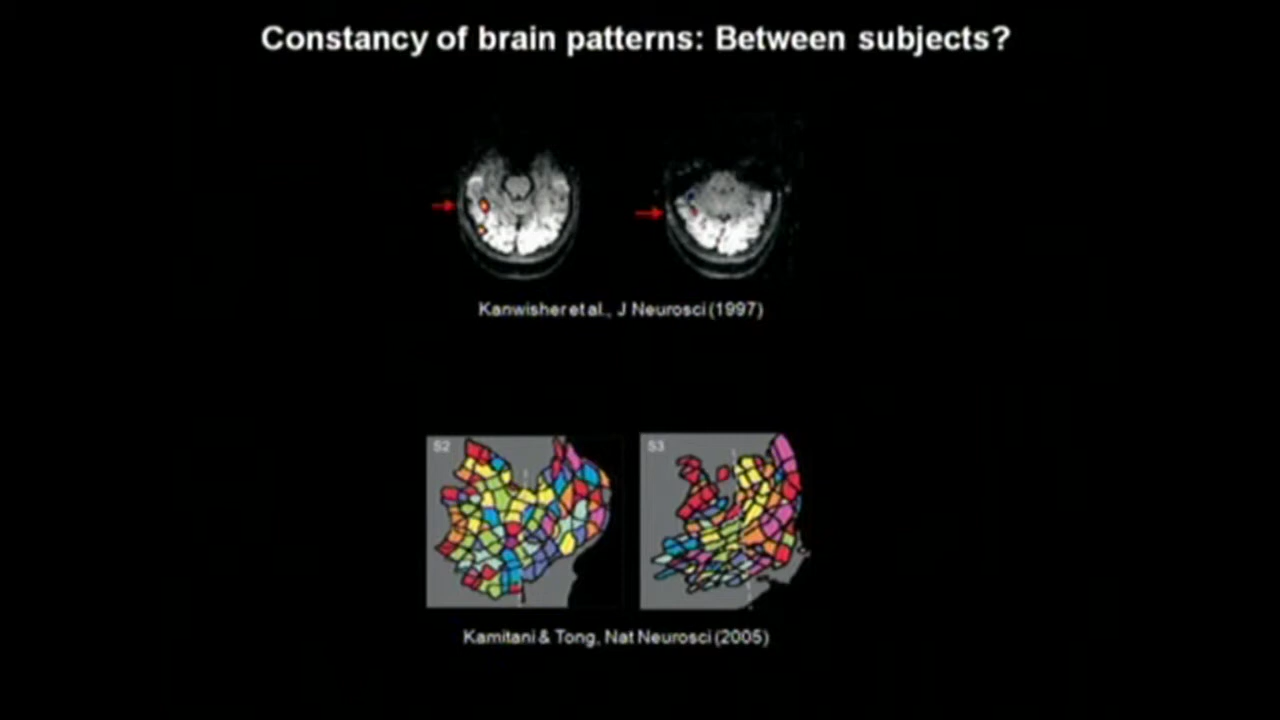 Constancy of brain patterns: Between subjects?
Kanwisher et al., J Neurosci (1997)
S2
S3
Kamitani & Tong, Nat Neurosci (2005)